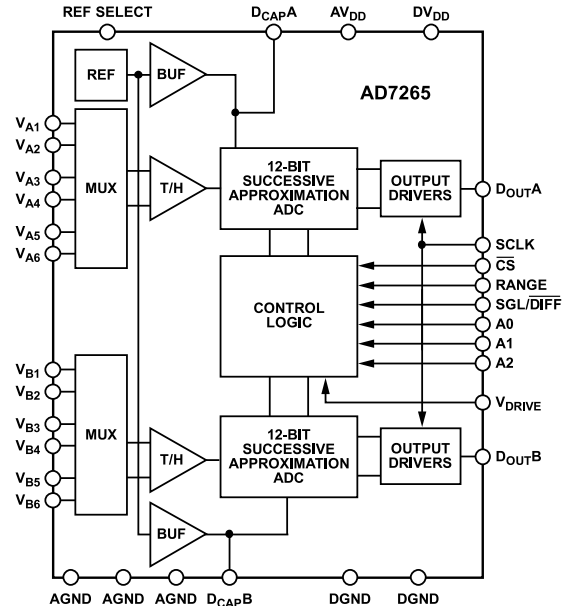 REF SELECT
DCAPA
AVDD
DVDD
REF
BUF
AD7265
VA1
VA2
VA3
VA4
VA5
VA6
MUX
T/H
12-BIT
SUCCESSIVE
APPROXIMATION
ADC
OUTPUT
DRIVERS
DOUTA
SCLK
C̅S̅
RANGE
SGL/D̅I̅F̅F̅
A0
A1
A2
CONTROL
LOGIC
VDRIVE
VB1
VB2
VB3
VB4
VB5
VB6
MUX
T/H
12-BIT
SUCCESSIVE
APPROXIMATION
ADC
OUTPUT
DRIVERS
DOUTB
BUF
AGND
AGND
AGND
DCAPB
DGND
DGND